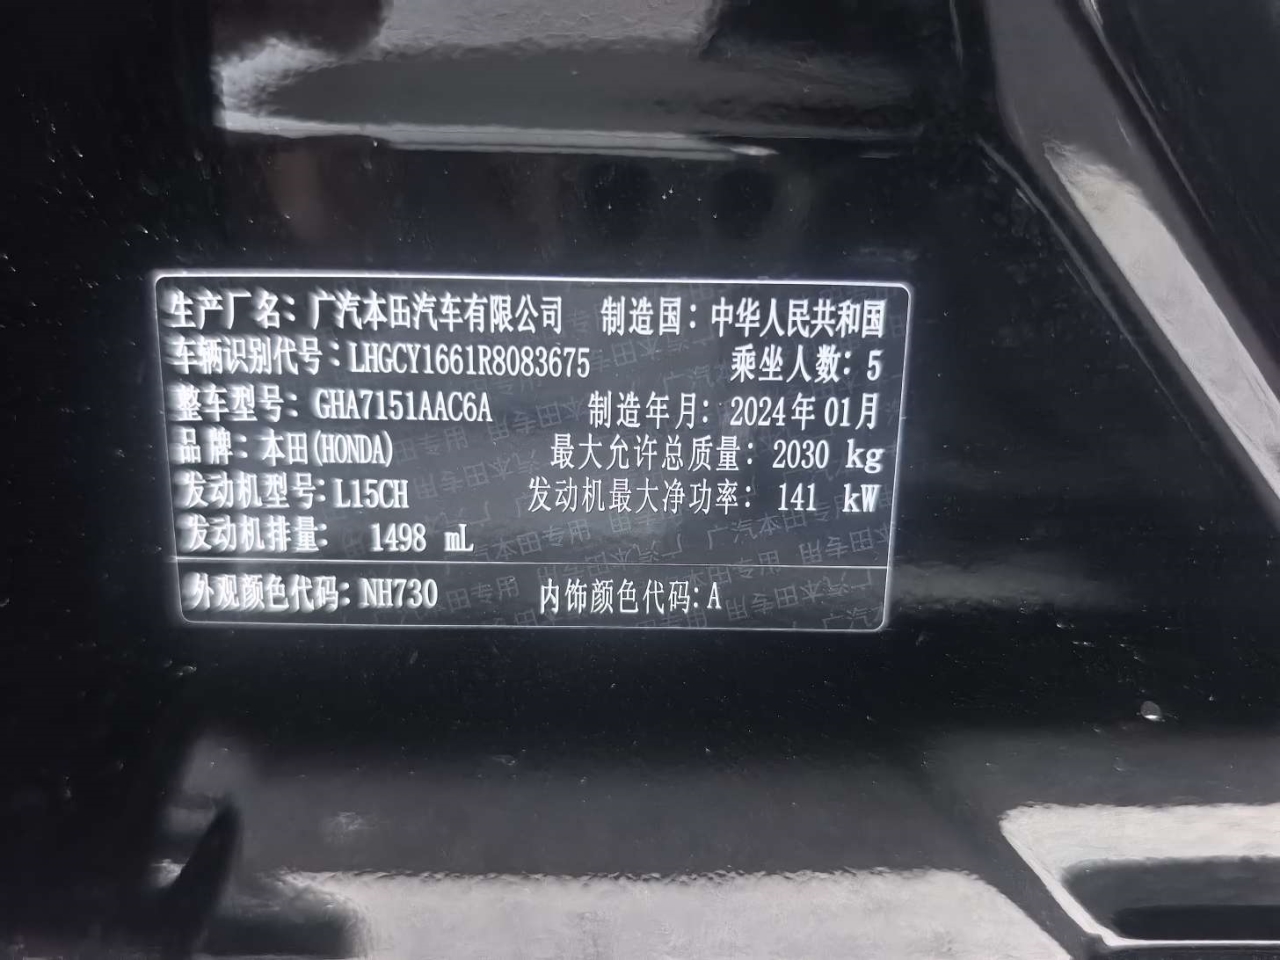 生产厂名：广汽本田汽车有限公司 制造国：中华人民共和国
车辆识别代号：LHGCY1661R8083675 乘坐人数：5
整车型号：GHA7151AAC6A 制造年月：2024年01月
品牌：本田(HONDA) 最大允许总质量：2030 kg
发动机型号：L15CH 发动机最大净功率：141 kW
发动机排量： 1498 mL
外观颜色代码：NH730 内饰颜色代码：A